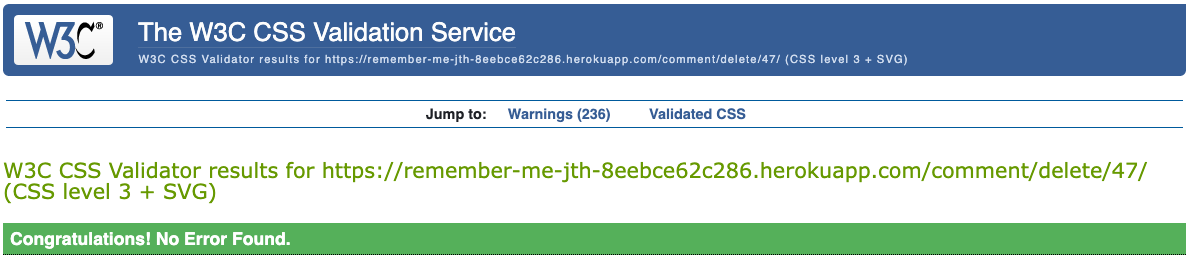 W3C®
The W3C CSS Validation Service
W3C CSS Validator results for https://remember-me-jth-8eebce62c286.herokuapp.com/comment/delete/47/ (CSS level 3 + SVG)
Jump to: Warnings (236) Validated CSS
W3C CSS Validator results for https://remember-me-jth-8eebce62c286.herokuapp.com/comment/delete/47/
(CSS level 3 + SVG)
Congratulations! No Error Found.